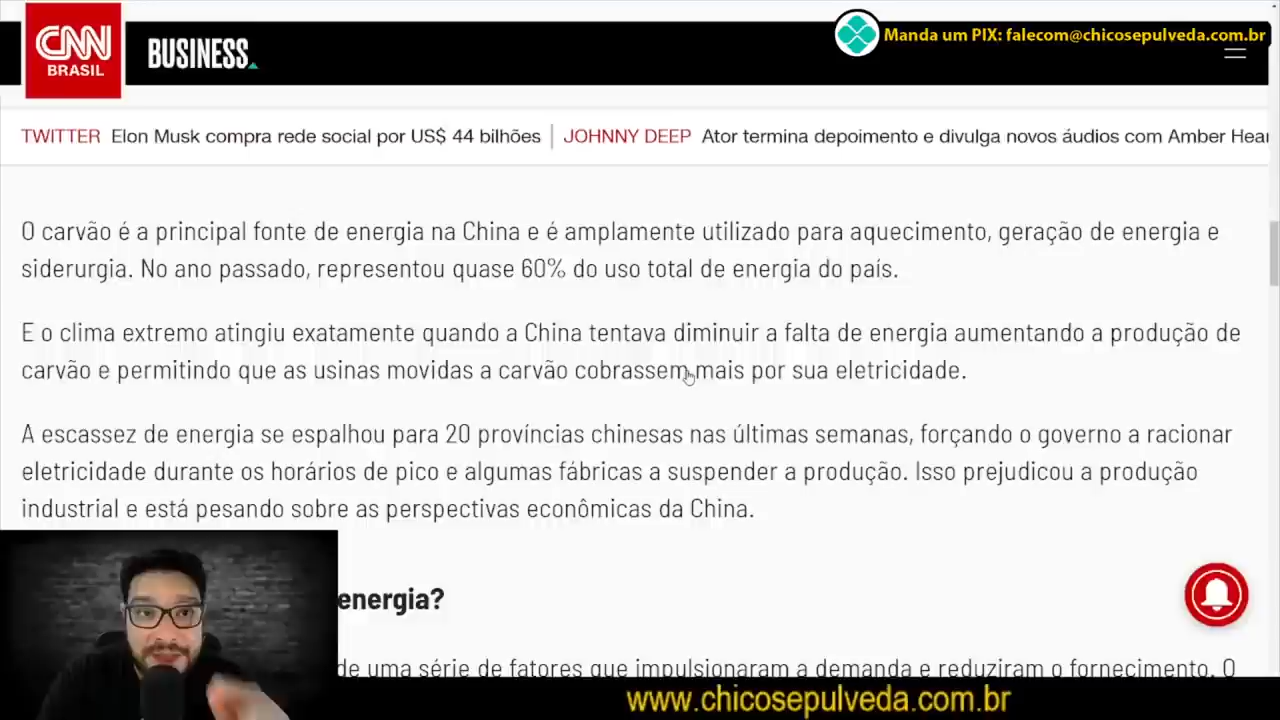 CNN
BRASIL
BUSINESS
Manda um PIX: falecom@chicosepulveda.com.br
TWITTER Elon Musk compra rede social por US$ 44 bilhões | JOHNNY DEEP Ator termina depoimento e divulga novos áudios com Amber Hear
O carvão é a principal fonte de energia na China e é amplamente utilizado para aquecimento, geração de energia e
siderurgia. No ano passado, representou quase 60% do uso total de energia do país.
E o clima extremo atingiu exatamente quando a China tentava diminuir a falta de energia aumentando a produção de
carvão e permitindo que as usinas movidas a carvão cobrassem mais por sua eletricidade.
A escassez de energia se espalhou para 20 províncias chinesas nas últimas semanas, forçando o governo a racionar
eletricidade durante os horários de pico e algumas fábricas a suspender a produção. Isso prejudicou a produção
industrial e está pesando sobre as perspectivas econômicas da China.
energia?
de uma série de fatores que impulsionaram a demanda e reduziram o fornecimento. O
www.chicosepulveda.com.br